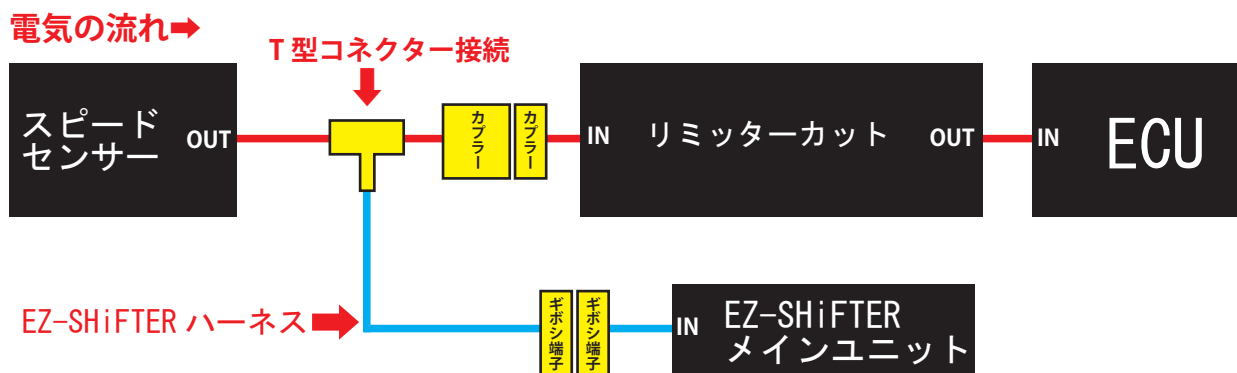 電気の流れ➡
T型コネクター接続
スピード
センサー
OUT
カプラー
カプラー
IN
リミッターカット
OUT
IN
ECU
EZ-SHiFTER ハーネス
ギボシ端子
ギボシ端子
IN
EZ-SHiFTER
メインユニット